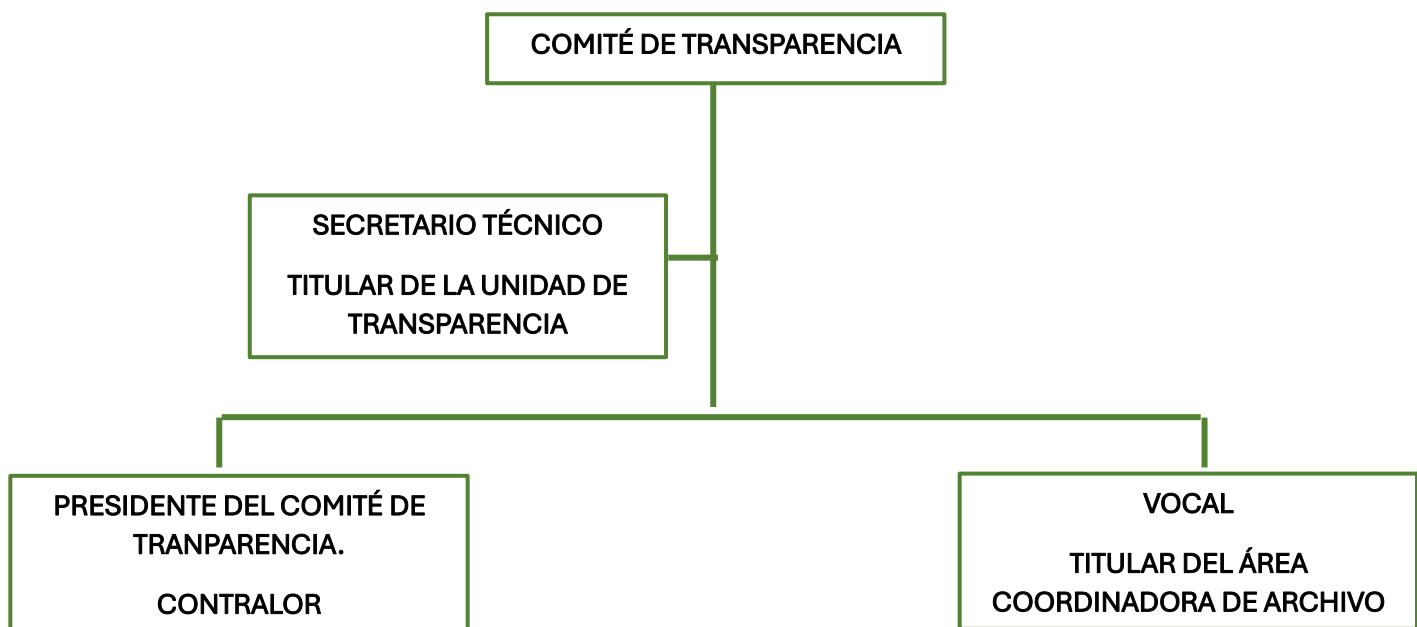 COMITÉ DE TRANSPARENCIA
SECRETARIO TÉCNICO
TITULAR DE LA UNIDAD DE
TRANSPARENCIA
PRESIDENTE DEL COMITÉ DE
TRANPARENCIA.
CONTRALOR
VOCAL
TITULAR DEL ÁREA
COORDINADORA DE ARCHIVO